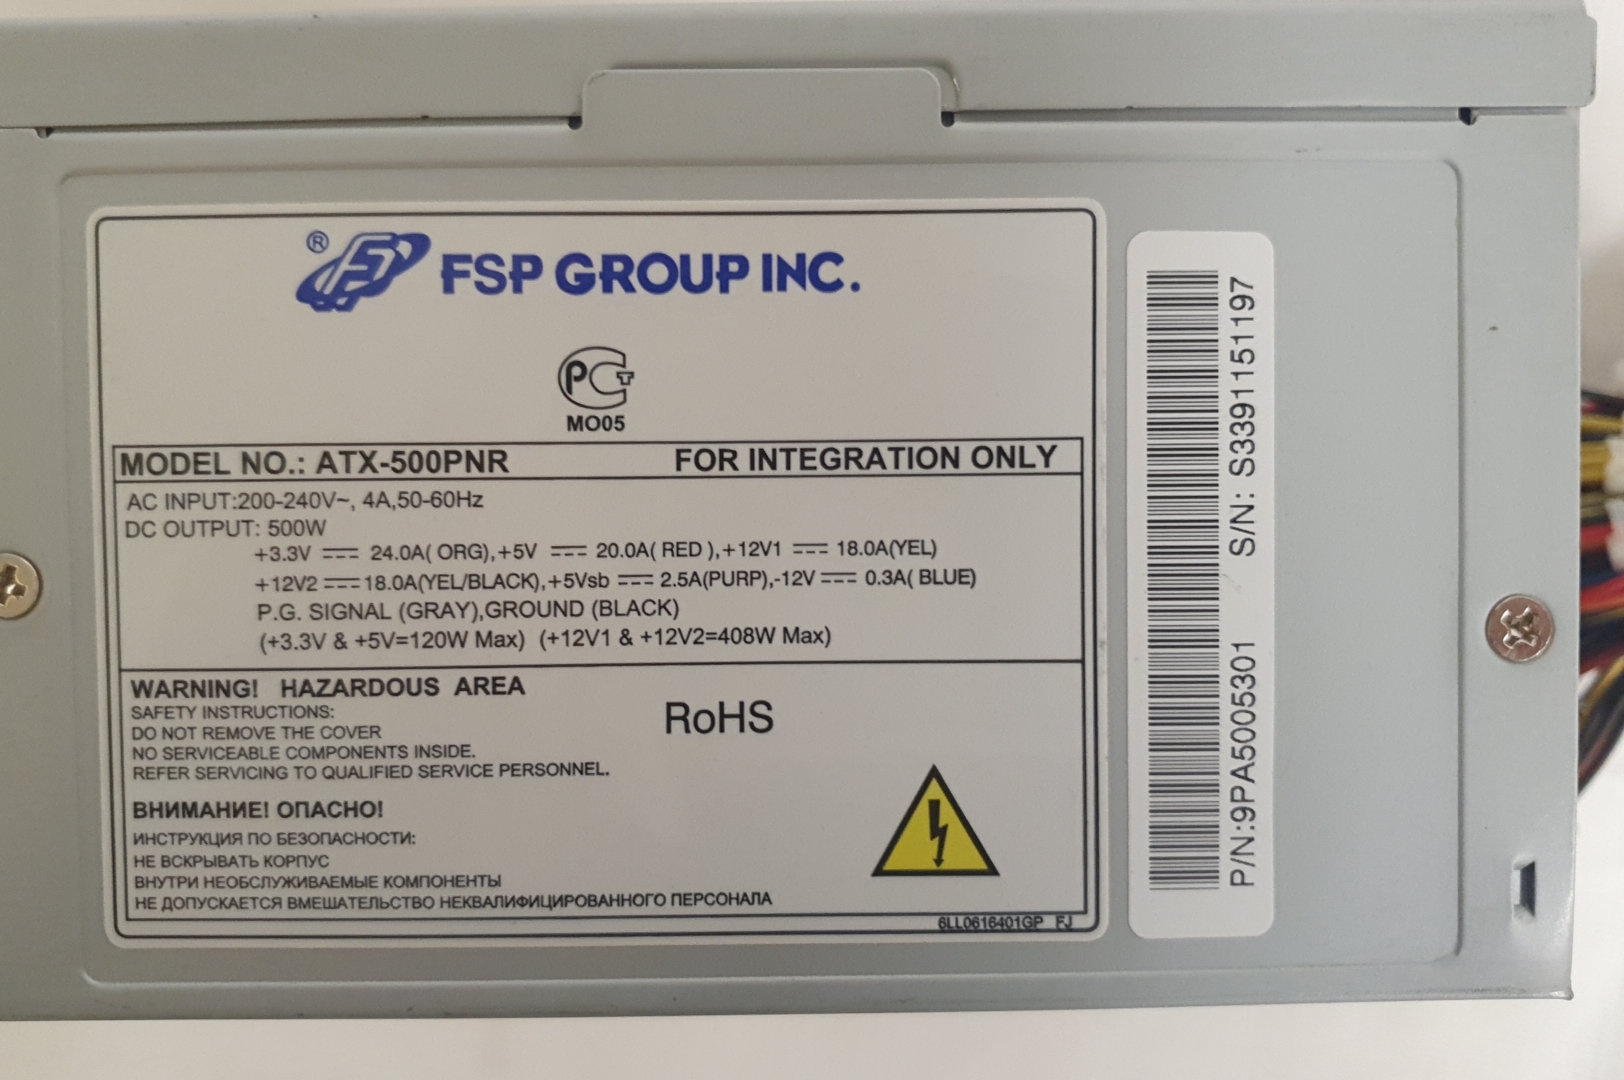 ® FSP GROUP INC.
РСТ
МО05
MODEL NO.: ATX-500PNR FOR INTEGRATION ONLY
AC INPUT:200-240V~, 4A,50-60Hz
DC OUTPUT: 500W
+3.3V ⎓ 24.0A( ORG),+5V ⎓ 20.0A( RED ),+12V1 ⎓ 18.0A(YEL)
+12V2 ⎓ 18.0A(YEL/BLACK),+5Vsb ⎓ 2.5A(PURP),-12V ⎓ 0.3A( BLUE)
P.G. SIGNAL (GRAY),GROUND (BLACK)
(+3.3V & +5V=120W Max) (+12V1 & +12V2=408W Max)
WARNING! HAZARDOUS AREA
SAFETY INSTRUCTIONS:
DO NOT REMOVE THE COVER
NO SERVICEABLE COMPONENTS INSIDE.
REFER SERVICING TO QUALIFIED SERVICE PERSONNEL.
RoHS
ВНИМАНИЕ! ОПАСНО!
ИНСТРУКЦИЯ ПО БЕЗОПАСНОСТИ:
НЕ ВСКРЫВАТЬ КОРПУС
ВНУТРИ НЕОБСЛУЖИВАЕМЫЕ КОМПОНЕНТЫ
НЕ ДОПУСКАЕТСЯ ВМЕШАТЕЛЬСТВО НЕКВАЛИФИЦИРОВАННОГО ПЕРСОНАЛА
6LL0616401GP FJ
P/N:9PA5005301 S/N: S3391151197